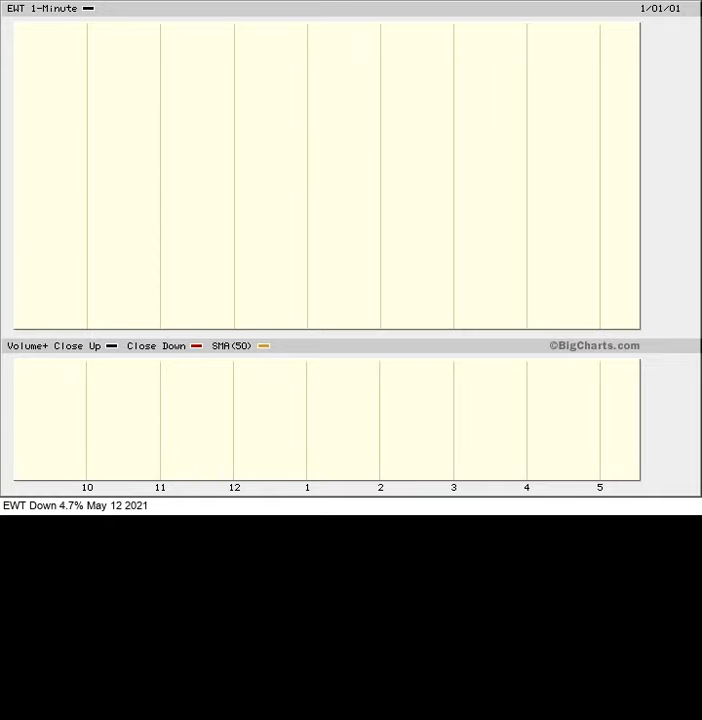 EWT 1-Minute 1/01/01
Volume+ Close Up Close Down SMA(50) ©BigCharts.com
10 11 12 1 2 3 4 5
EWT Down 4.7% May 12 2021